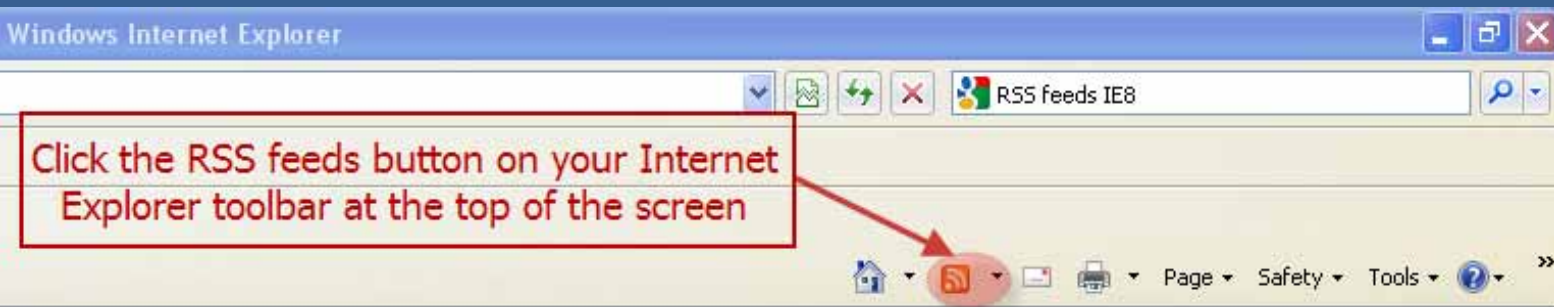 Windows Internet Explorer
RSS feeds IE8
Click the RSS feeds button on your Internet
Explorer toolbar at the top of the screen
Page Safety Tools